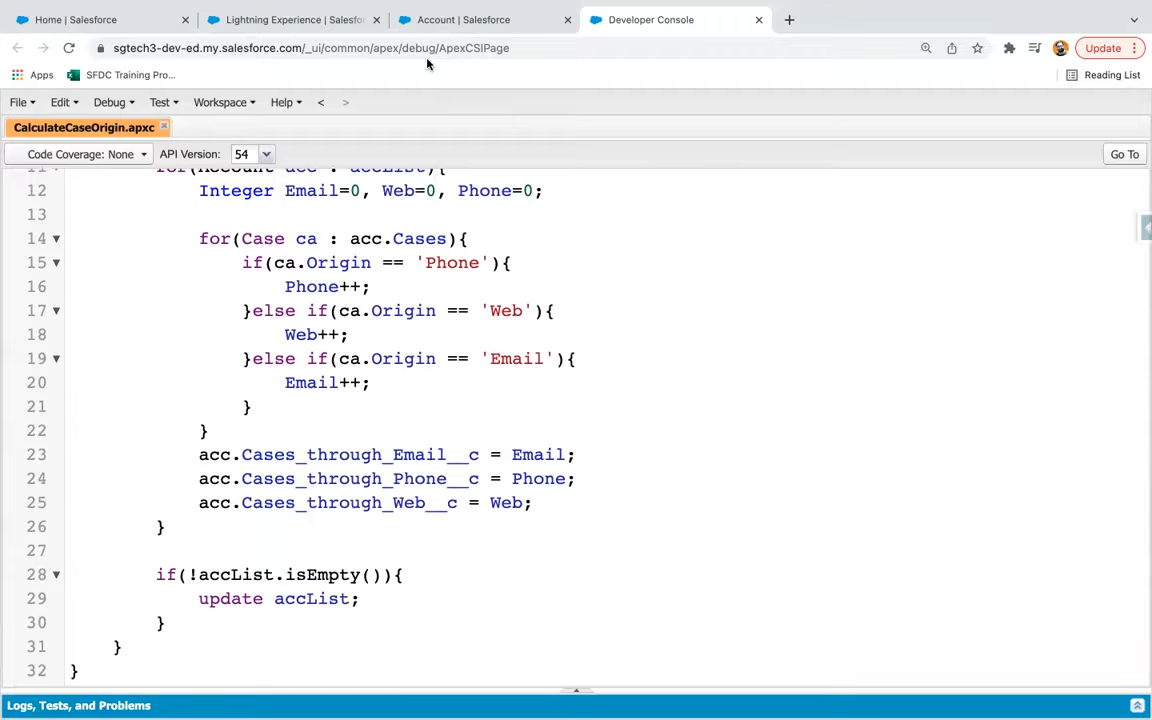 Home | Salesforce
Lightning Experience | Salesfo
Account | Salesforce
Developer Console
sgtech3-dev-ed.my.salesforce.com/_ui/common/apex/debug/ApexCSIPage
Update
Apps
SFDC Training Pro...
Reading List
File
Edit
Debug
Test
Workspace
Help
<
>
CalculateCaseOrigin.apxc
Code Coverage: None
API Version:
54
Go To
11 for(Account acc : accList){
12 Integer Email=0, Web=0, Phone=0;
13
14 for(Case ca : acc.Cases){
15 if(ca.Origin == 'Phone'){
16 Phone++;
17 }else if(ca.Origin == 'Web'){
18 Web++;
19 }else if(ca.Origin == 'Email'){
20 Email++;
21 }
22 }
23 acc.Cases_through_Email__c = Email;
24 acc.Cases_through_Phone__c = Phone;
25 acc.Cases_through_Web__c = Web;
26 }
27
28 if(!accList.isEmpty()){
29 update accList;
30 }
31 }
32 }
Logs, Tests, and Problems